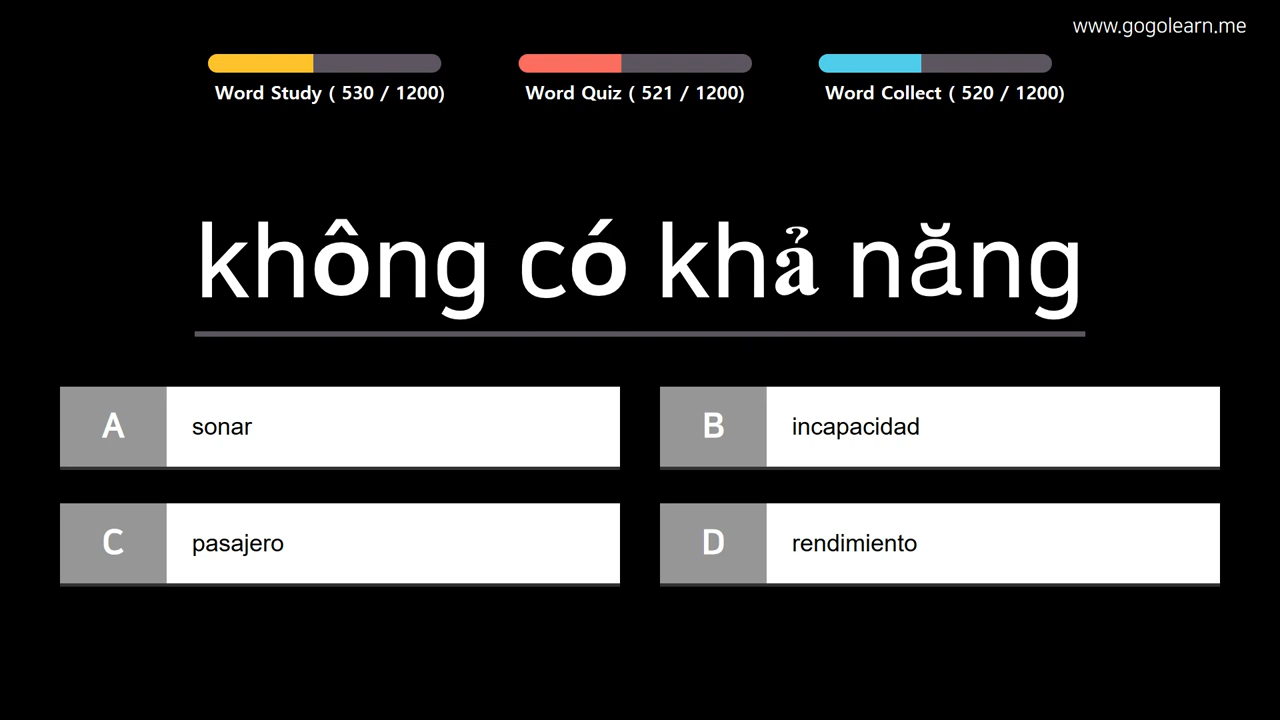 www.gogolearn.me
Word Study ( 530 / 1200)
Word Quiz ( 521 / 1200)
Word Collect ( 520 / 1200)
không có khả năng
A sonar
B incapacidad
C pasajero
D rendimiento